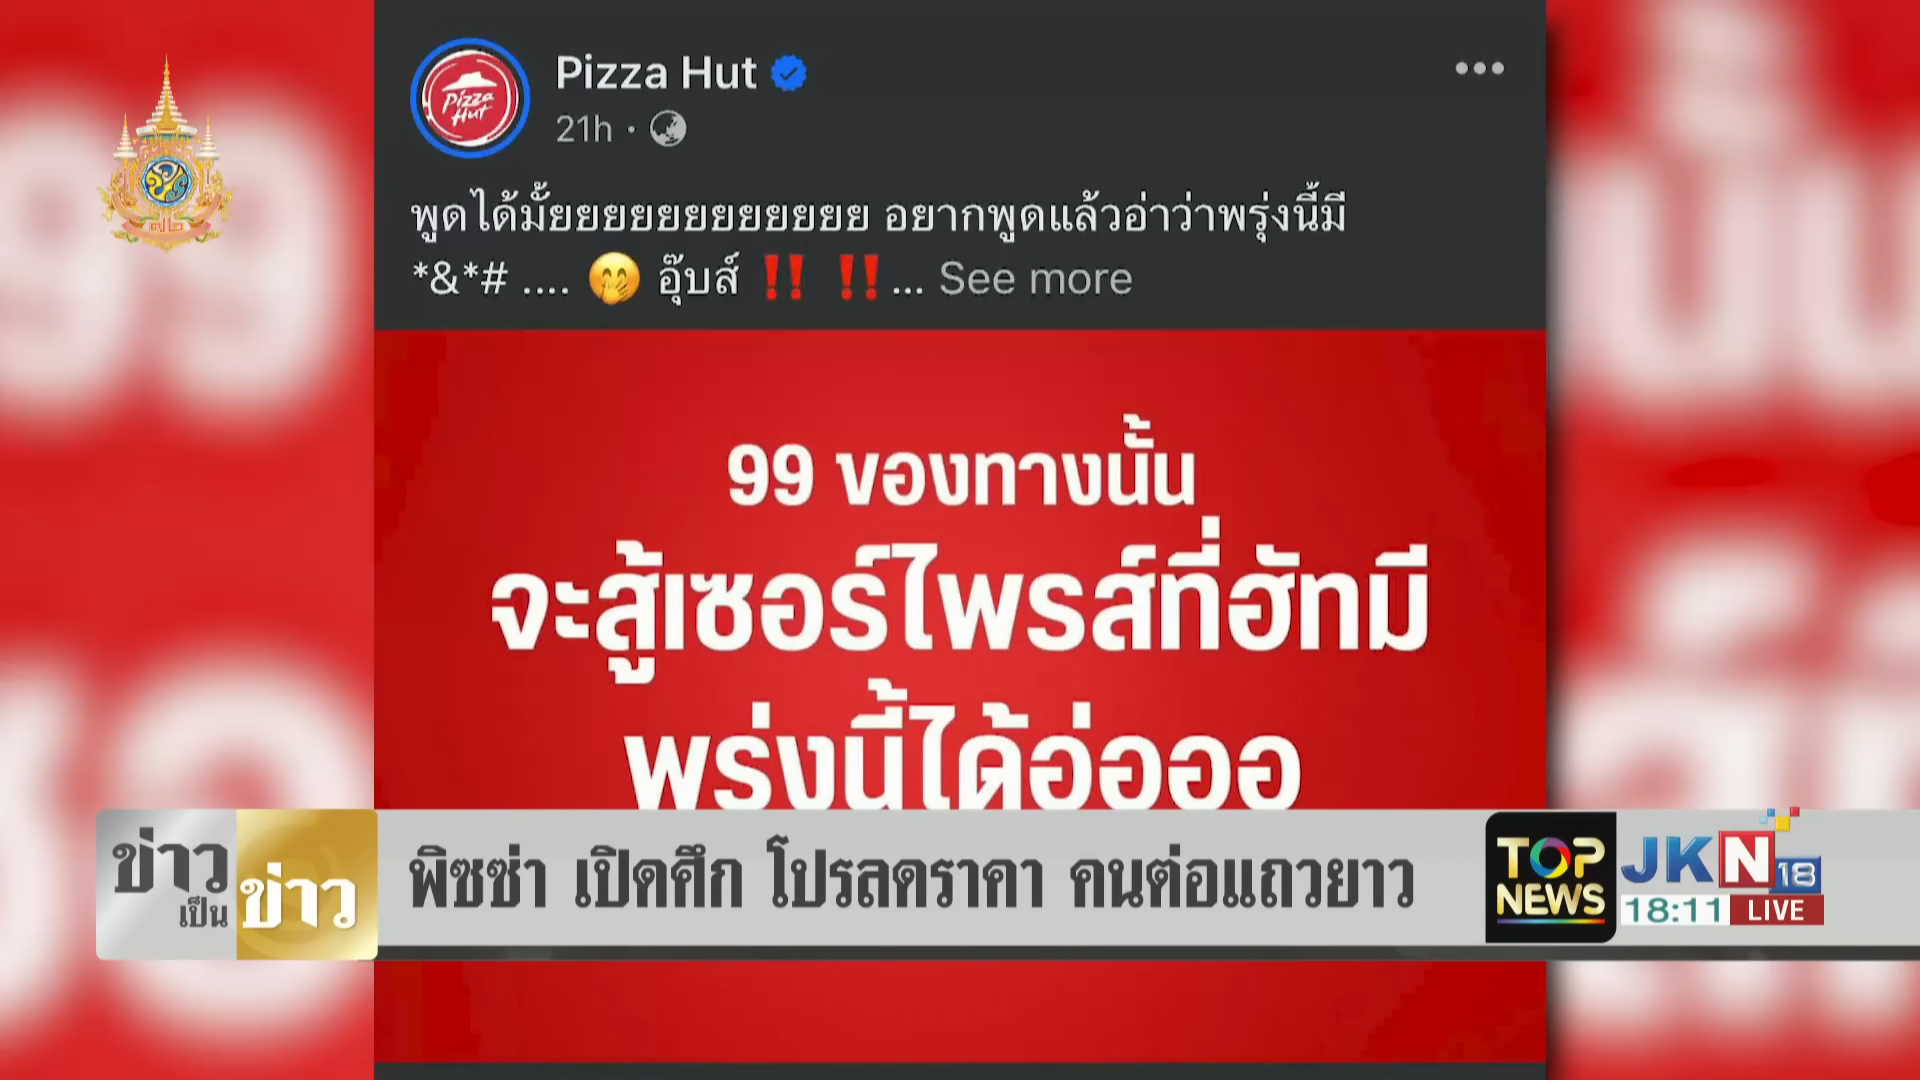 Pizza Hut
Pizza
Hut
21h
พูดได้มั้ยยยยยยยยยยยย อยากพูดแล้วอ่าว่าพรุ่งนี้มี
*&*# .... 🤭 อุ๊บส์ ‼️ ‼️... See more
99 ของทางนั้น
จะสู้เซอร์ไพรส์ที่ฮัทมี
พรุ่งนี้ได้อ่อออ
ข่าว
เป็น
ข่าว
พิซซ่า เปิดศึก โปรลดราคา คนต่อแถวยาว
TOP
NEWS
JKN18
18:11 LIVE